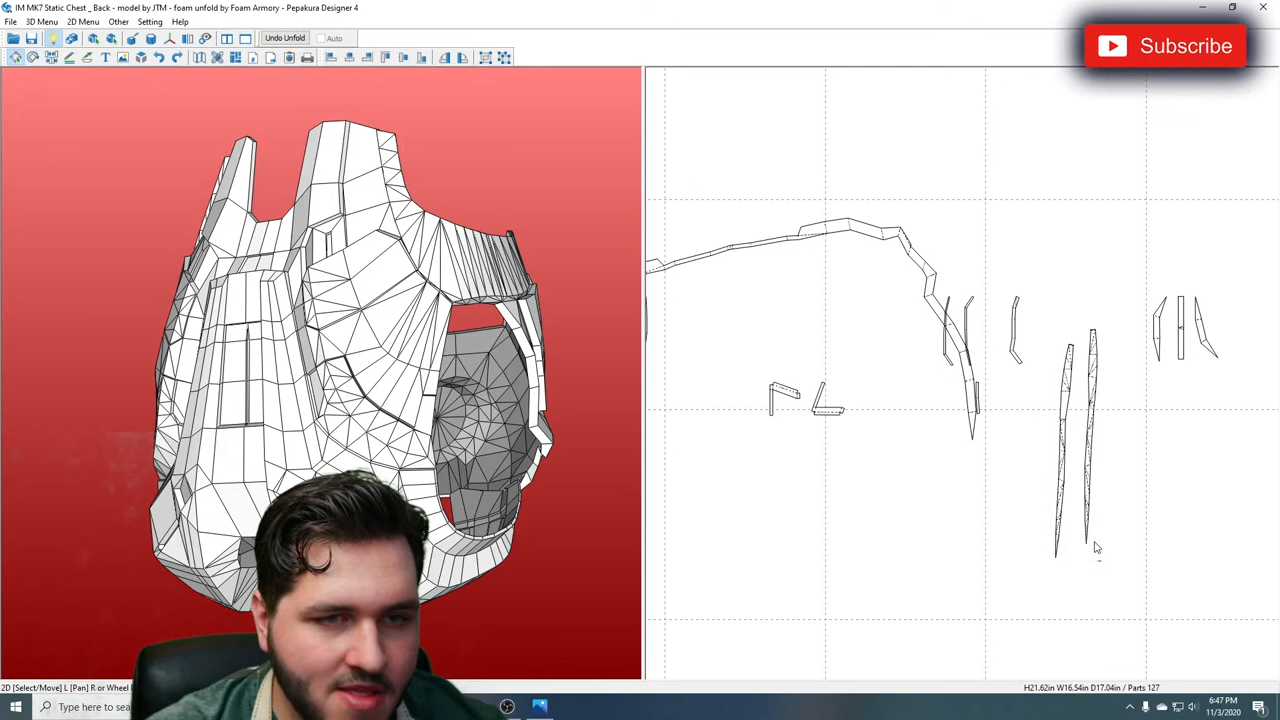 IM MK7 Static Chest _ Back - model by JTM - foam unfold by Foam Armory - Pepakura Designer 4
File 3D Menu 2D Menu Other Setting Help
Undo Unfold Auto
Subscribe
2D [Select/Move] L [Pan] R or Wheel [
H21.62in W16.54in D17.04in / Parts 127
Type here to sea
6:47 PM
11/3/2020